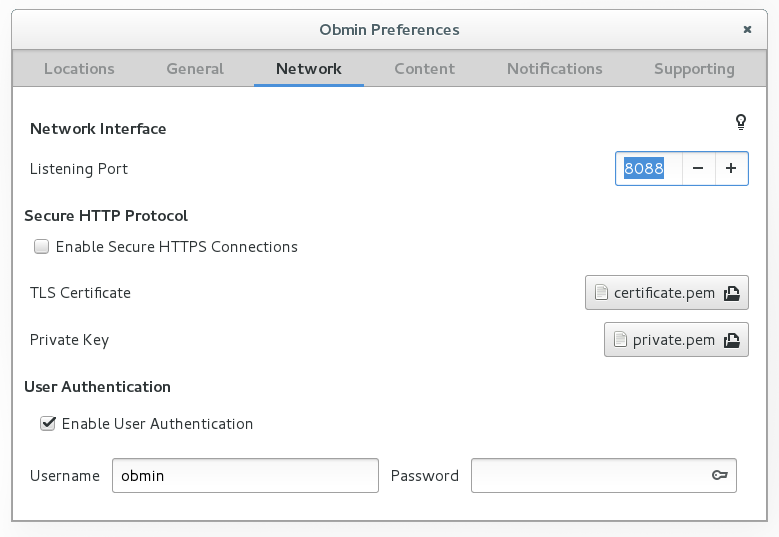 Obmin Preferences
Locations General Network Content Notifications Supporting
Network Interface
Listening Port 8088
Secure HTTP Protocol
Enable Secure HTTPS Connections
TLS Certificate certificate.pem
Private Key private.pem
User Authentication
Enable User Authentication
Username obmin Password